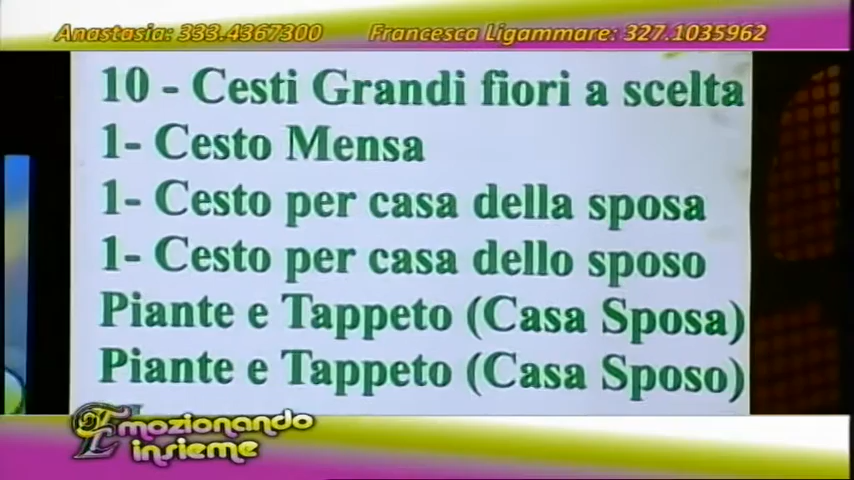 Anastasia: 333.4367300 Francesca Ligammare: 327.1035962
10 - Cesti Grandi fiori a scelta
1- Cesto Mensa
1- Cesto per casa della sposa
1- Cesto per casa dello sposo
Piante e Tappeto (Casa Sposa)
Piante e Tappeto (Casa Sposo)
Emozionando
insieme